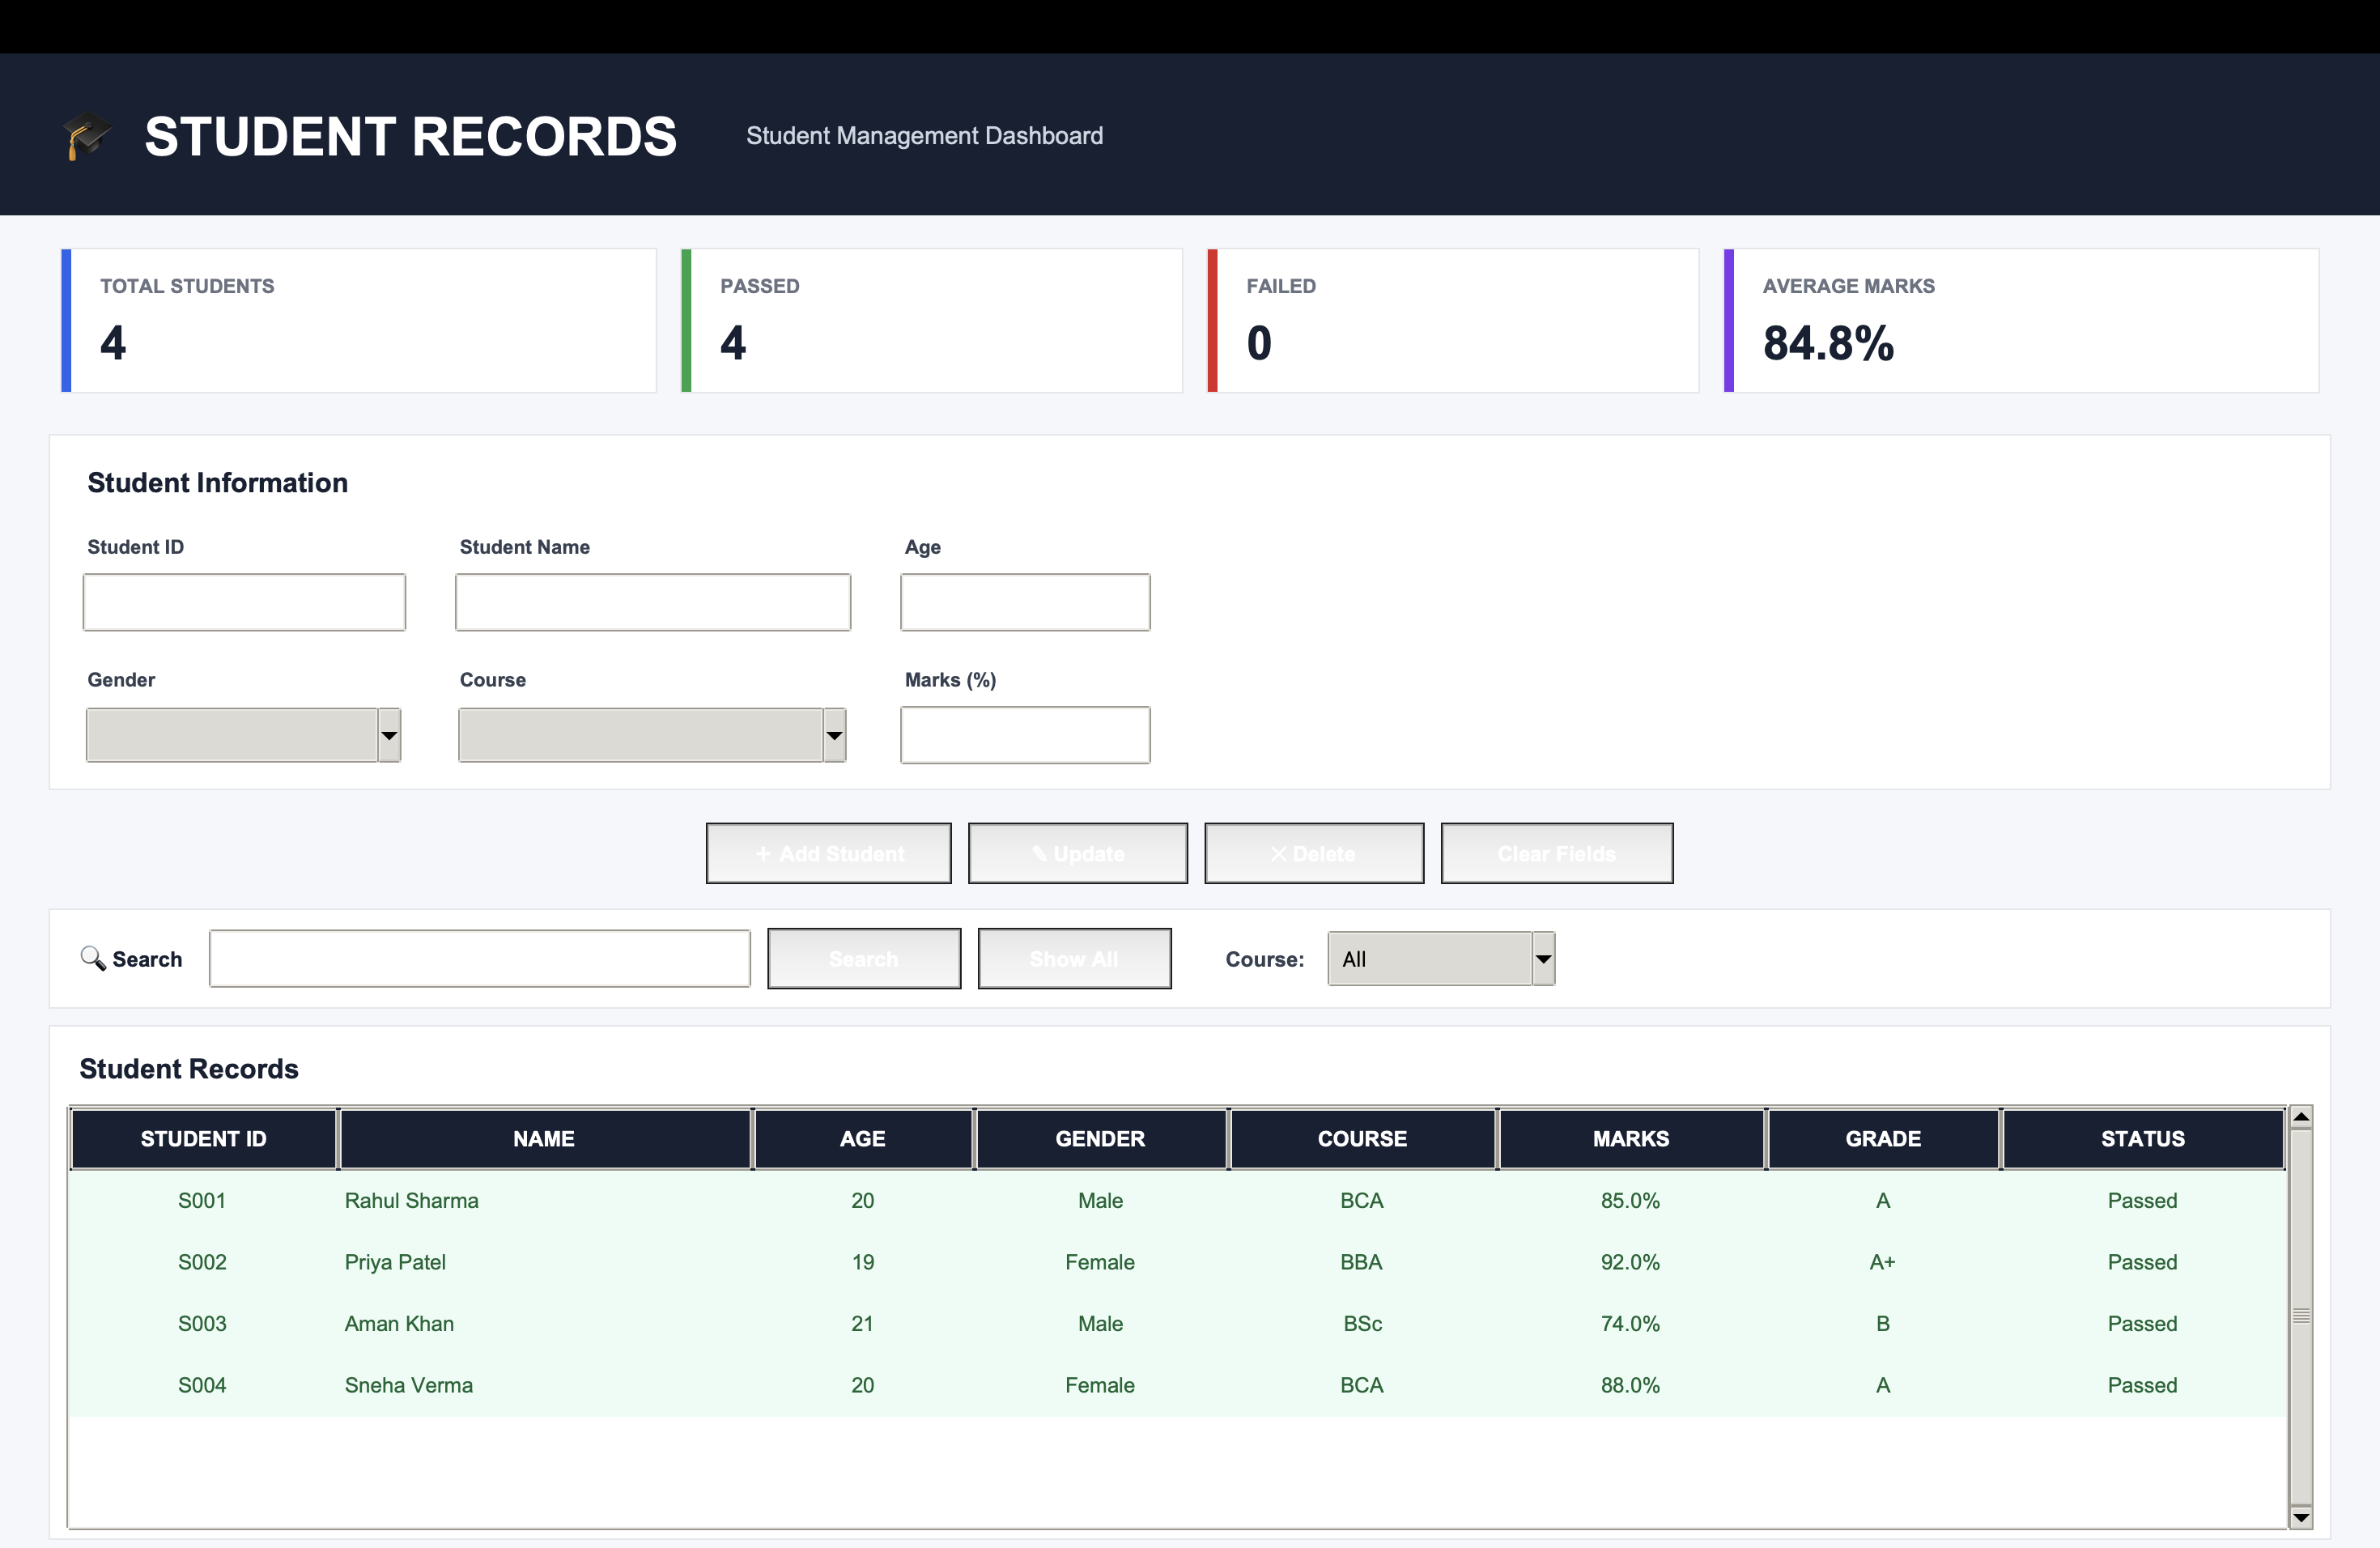 STUDENT RECORDS Student Management Dashboard
TOTAL STUDENTS PASSED FAILED AVERAGE MARKS
4 4 0 84.8%
Student Information
Student ID Student Name Age
Gender Course Marks (%)
+ Add Student ✎ Update ✕ Delete Clear Fields
Search Search Show All Course: All
Student Records
STUDENT ID NAME AGE GENDER COURSE MARKS GRADE STATUS
S001 Rahul Sharma 20 Male BCA 85.0% A Passed
S002 Priya Patel 19 Female BBA 92.0% A+ Passed
S003 Aman Khan 21 Male BSc 74.0% B Passed
S004 Sneha Verma 20 Female BCA 88.0% A Passed